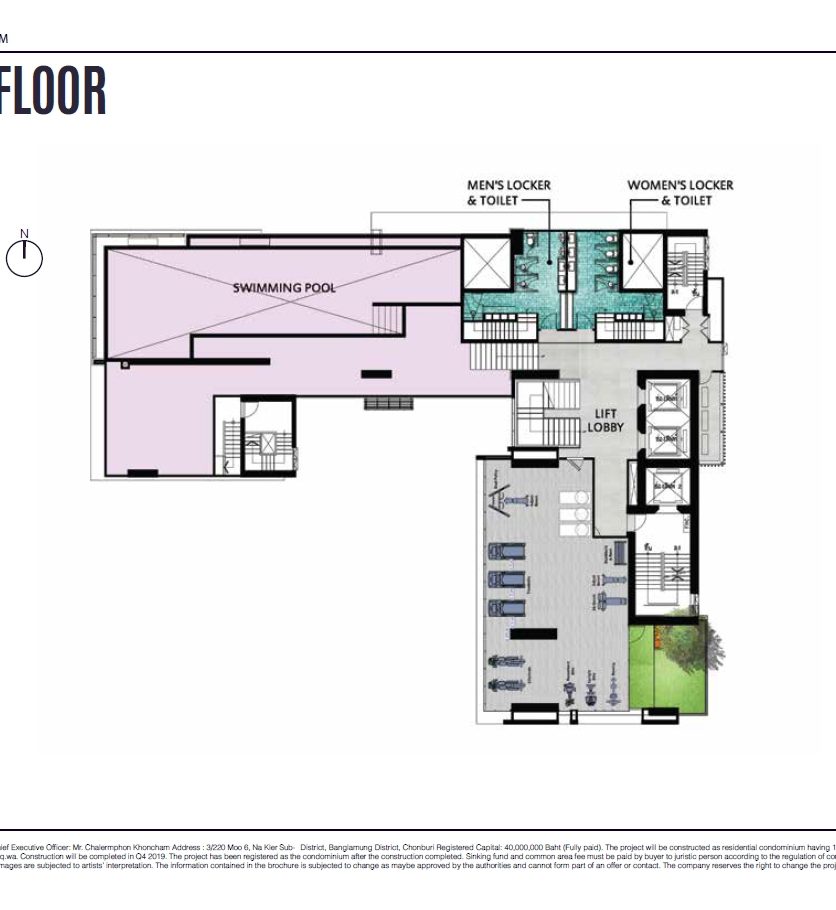 M
FLOOR
MEN'S LOCKER
& TOILET
WOMEN'S LOCKER
& TOILET
N
SWIMMING POOL
LIFT
LOBBY
ief Executive Officer: Mr. Chalermphon Khoncham Address : 3/220 Moo 6, Na Kler Sub- District, Banglamung District, Chonburi Registered Capital: 40,000,000 Baht (Fully paid). The project will be constructed as residential condominium having 1
q.wa. Construction will be completed in Q4 2019. The project has been registered as the condominium after the construction completed. Sinking fund and common area fee must be paid by buyer to juristic person according to the regulation of co
mages are subjected to artists' interpretation. The information contained in the brochure is subjected to change as maybe approved by the authorities and cannot form part of an offer or contact. The company reserves the right to change the proj